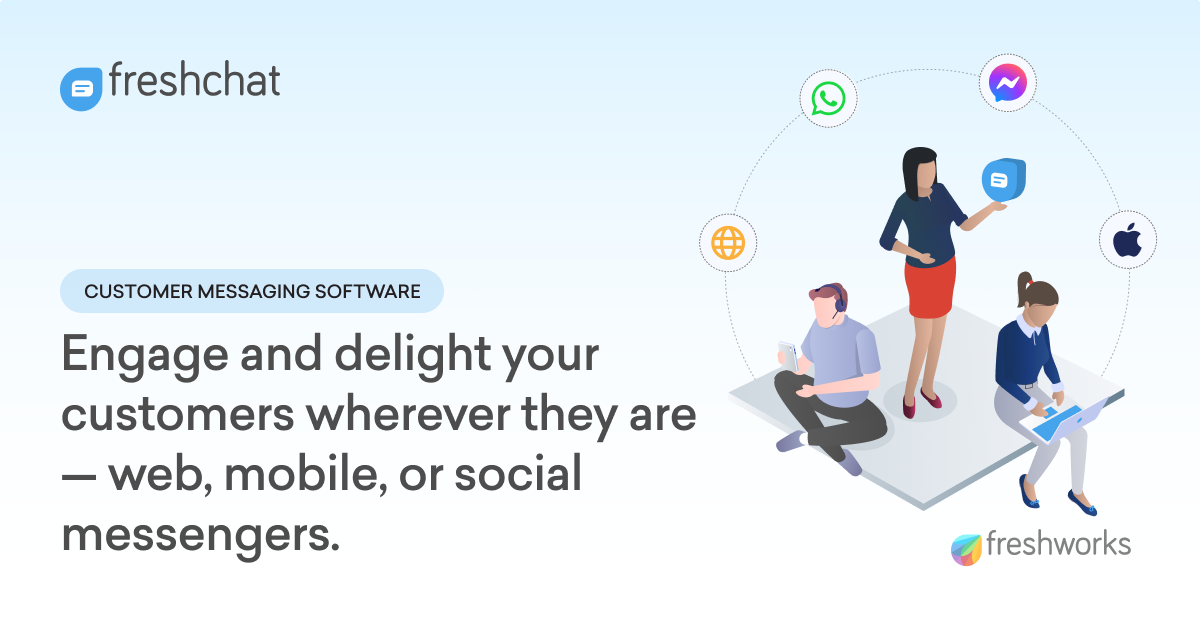 freshchat
CUSTOMER MESSAGING SOFTWARE
Engage and delight your
customers wherever they are
— web, mobile, or social
messengers.
freshworks